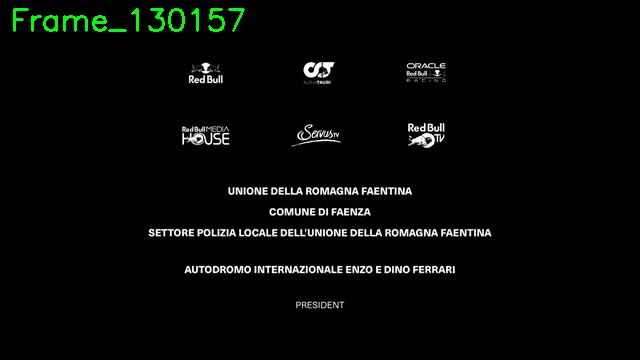 Frame_130157
Red Bull
ALPHATAURI
ORACLE
Red Bull
RACING
Red Bull MEDIA
HOUSE
ServusTV
Red Bull
TV
UNIONE DELLA ROMAGNA FAENTINA
COMUNE DI FAENZA
SETTORE POLIZIA LOCALE DELL'UNIONE DELLA ROMAGNA FAENTINA
AUTODROMO INTERNAZIONALE ENZO E DINO FERRARI
PRESIDENT